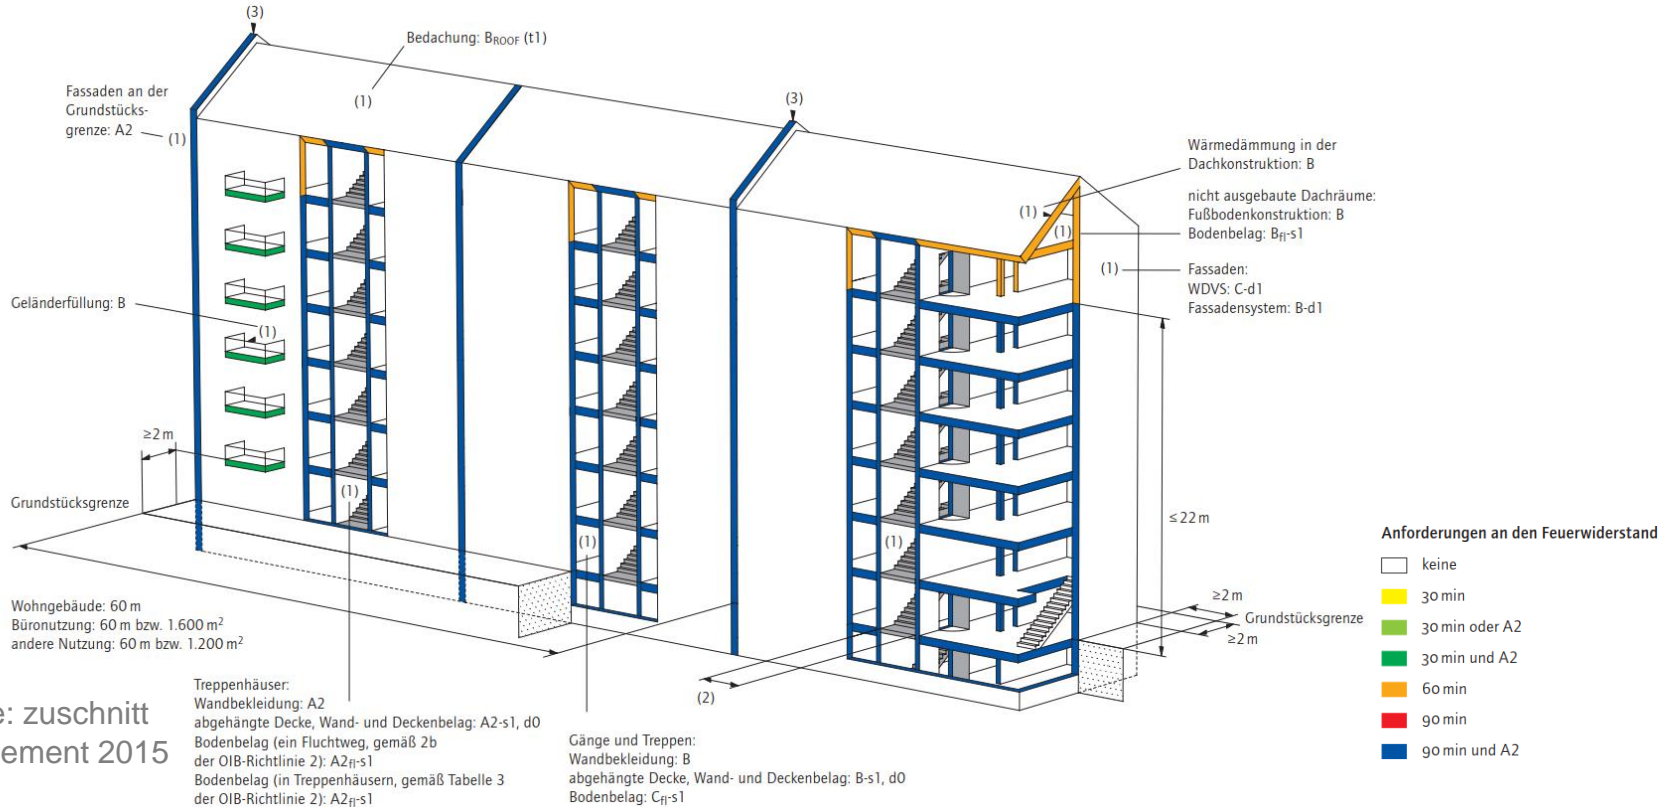 (3)
Bedachung: BROOF (t1)
Fassaden an der
Grundstücks-
grenze: A2
(1)
(1)
(3)
Wärmedämmung in der
Dachkonstruktion: B
nicht ausgebaute Dachräume:
Fußbodenkonstruktion: B
Bodenbelag: Bfl-s1
(1)
(1)
(1)
Fassaden:
WDVS: C-d1
Fassadensystem: B-d1
Geländerfüllung: B
(1)
≥2 m
Grundstücksgrenze
(1)
(1)
(1)
≤22 m
≥2 m
Grundstücksgrenze
≥2 m
(2)
Wohngebäude: 60 m
Büronutzung: 60 m bzw. 1.600 m²
andere Nutzung: 60 m bzw. 1.200 m²
Treppenhäuser:
Wandbekleidung: A2
abgehängte Decke, Wand- und Deckenbelag: A2-s1, d0
Bodenbelag (ein Fluchtweg, gemäß 2b
der OIB-Richtlinie 2): A2fl-s1
Bodenbelag (in Treppenhäusern, gemäß Tabelle 3
der OIB-Richtlinie 2): A2fl-s1
Gänge und Treppen:
Wandbekleidung: B
abgehängte Decke, Wand- und Deckenbelag: B-s1, d0
Bodenbelag: Cfl-s1
e: zuschnitt
ement 2015
Anforderungen an den Feuerwiderstand
keine
30 min
30 min oder A2
30 min und A2
60 min
90 min
90 min und A2